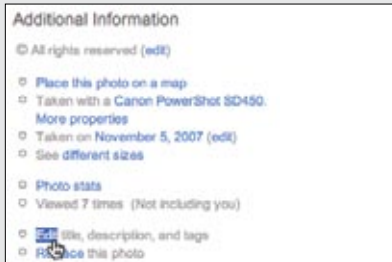 Additional Information
© All rights reserved (edit)
Place this photo on a map
Taken with a Canon PowerShot SD450.
More properties
Taken on November 5, 2007 (edit)
See different sizes
Photo stats
Viewed 7 times (Not including you)
Edit title, description, and tags
Replace this photo